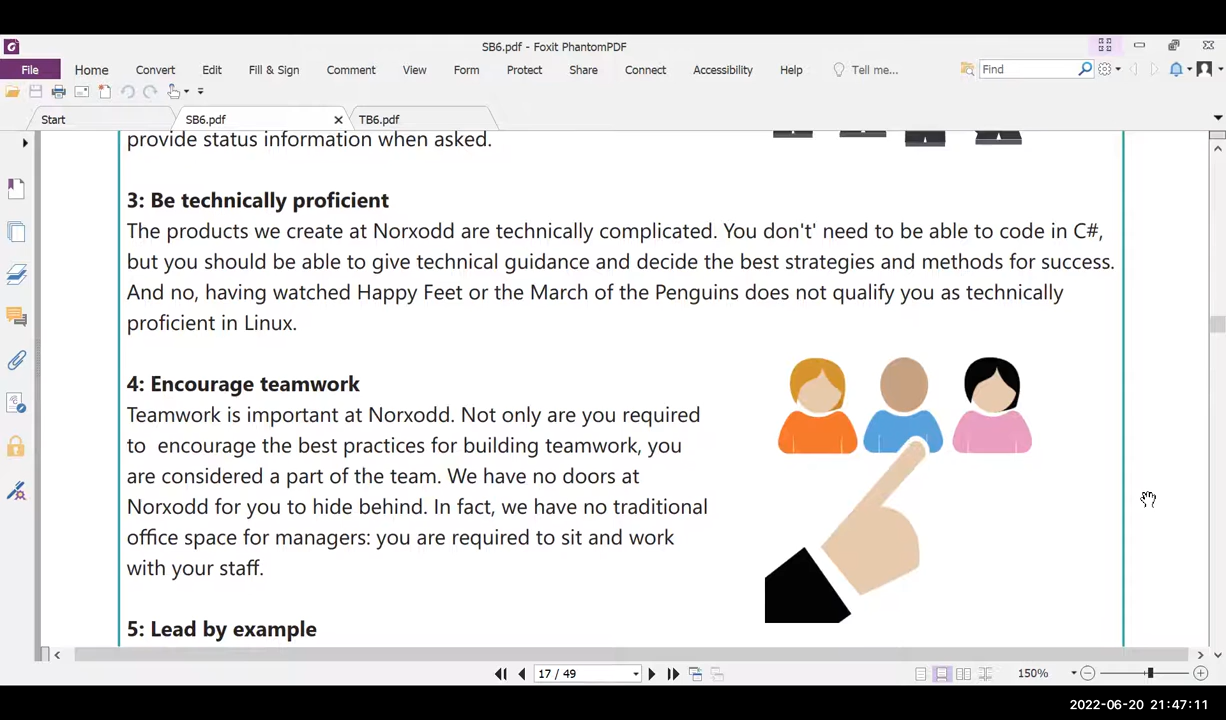 SB6.pdf - Foxit PhantomPDF
File Home Convert Edit Fill & Sign Comment View Form Protect Share Connect Accessibility Help Tell me... Find
Start SB6.pdf TB6.pdf
provide status information when asked.
3: Be technically proficient
The products we create at Norxodd are technically complicated. You don't' need to be able to code in C#,
but you should be able to give technical guidance and decide the best strategies and methods for success.
And no, having watched Happy Feet or the March of the Penguins does not qualify you as technically
proficient in Linux.
4: Encourage teamwork
Teamwork is important at Norxodd. Not only are you required
to  encourage the best practices for building teamwork, you
are considered a part of the team. We have no doors at
Norxodd for you to hide behind. In fact, we have no traditional
office space for managers: you are required to sit and work
with your staff.
5: Lead by example
17 / 49 150%
2022-06-20 21:47:11